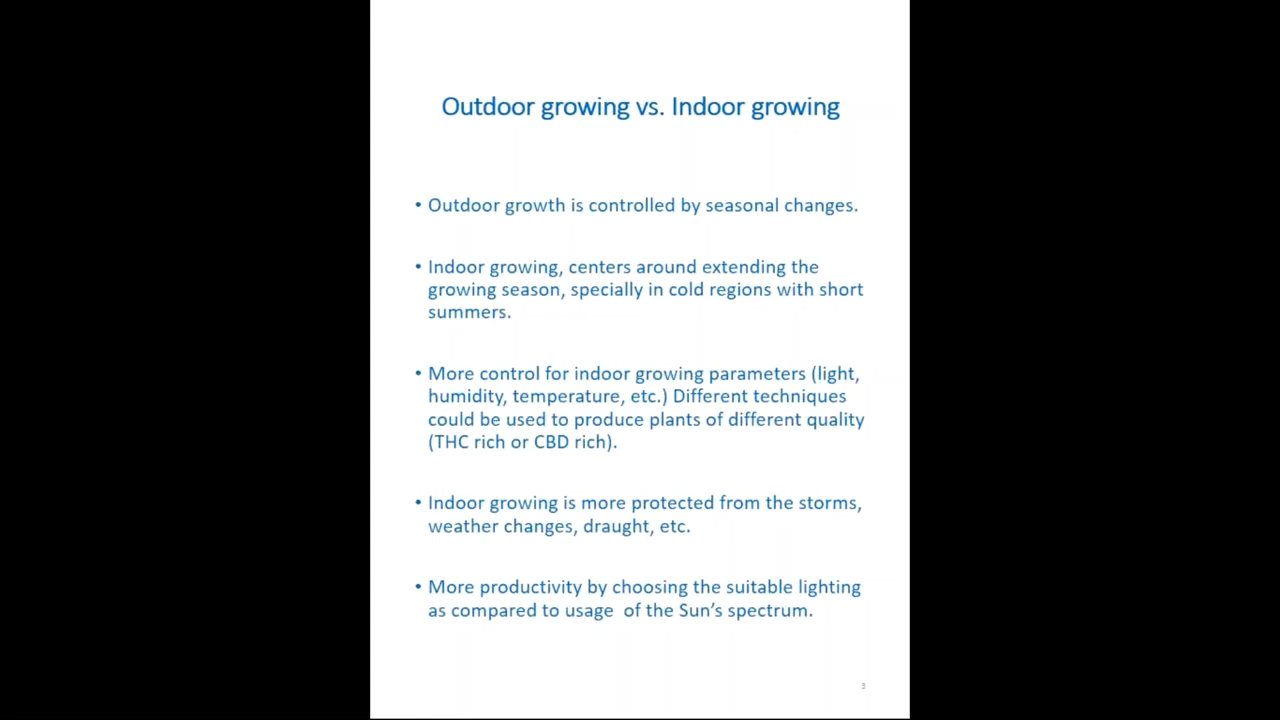 Outdoor growing vs. Indoor growing
• Outdoor growth is controlled by seasonal changes.
• Indoor growing, centers around extending the
growing season, specially in cold regions with short
summers.
• More control for indoor growing parameters (light,
humidity, temperature, etc.) Different techniques
could be used to produce plants of different quality
(THC rich or CBD rich).
• Indoor growing is more protected from the storms,
weather changes, draught, etc.
• More productivity by choosing the suitable lighting
as compared to usage  of the Sun’s spectrum.
3